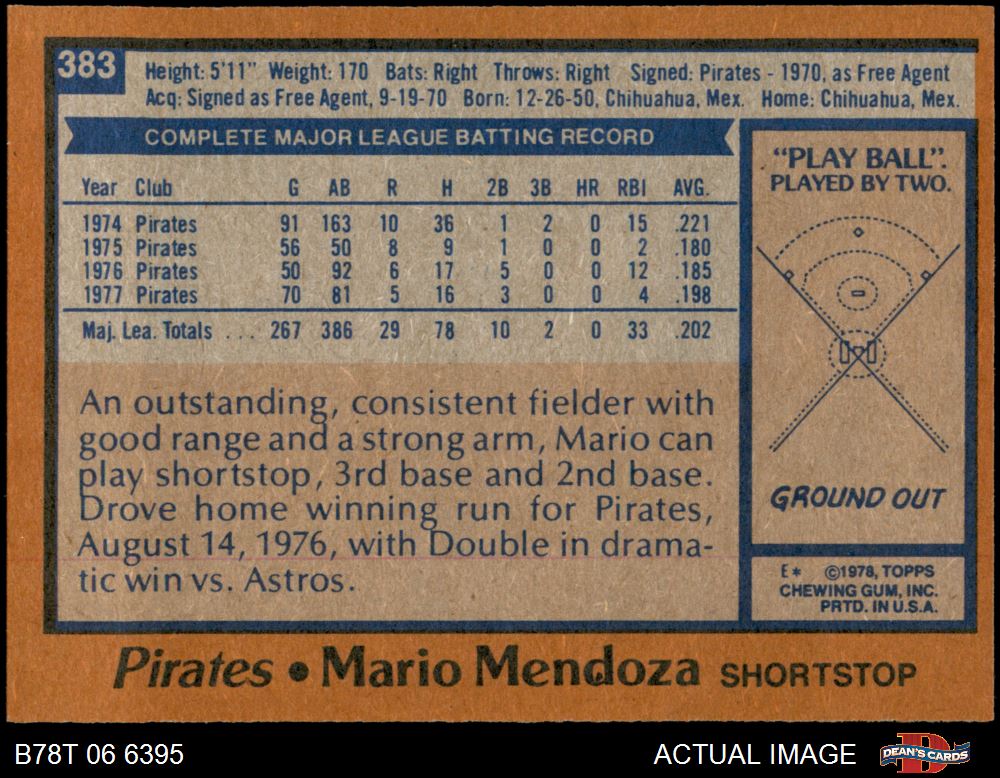 383
Height: 5'11" Weight: 170 Bats: Right Throws: Right Signed: Pirates - 1970, as Free Agent
Acq: Signed as Free Agent, 9-19-70 Born: 12-26-50, Chihuahua, Mex. Home: Chihuahua, Mex.
COMPLETE MAJOR LEAGUE BATTING RECORD
Year Club G AB R H 2B 3B HR RBI AVG.
1974 Pirates 91 163 10 36 1 2 0 15 .221
1975 Pirates 56 50 8 9 1 0 0 2 .180
1976 Pirates 50 92 6 17 5 0 0 12 .185
1977 Pirates 70 81 5 16 3 0 0 4 .198
Maj. Lea. Totals . . . 267 386 29 78 10 2 0 33 .202
An outstanding, consistent fielder with
good range and a strong arm, Mario can
play shortstop, 3rd base and 2nd base.
Drove home winning run for Pirates,
August 14, 1976, with Double in drama-
tic win vs. Astros.
"PLAY BALL".
PLAYED BY TWO.
GROUND OUT
E* ©1978, TOPPS
CHEWING GUM, INC.
PRTD. IN U.S.A.
Pirates • Mario Mendoza SHORTSTOP
B78T 06 6395
ACTUAL IMAGE
DEAN'S CARDS